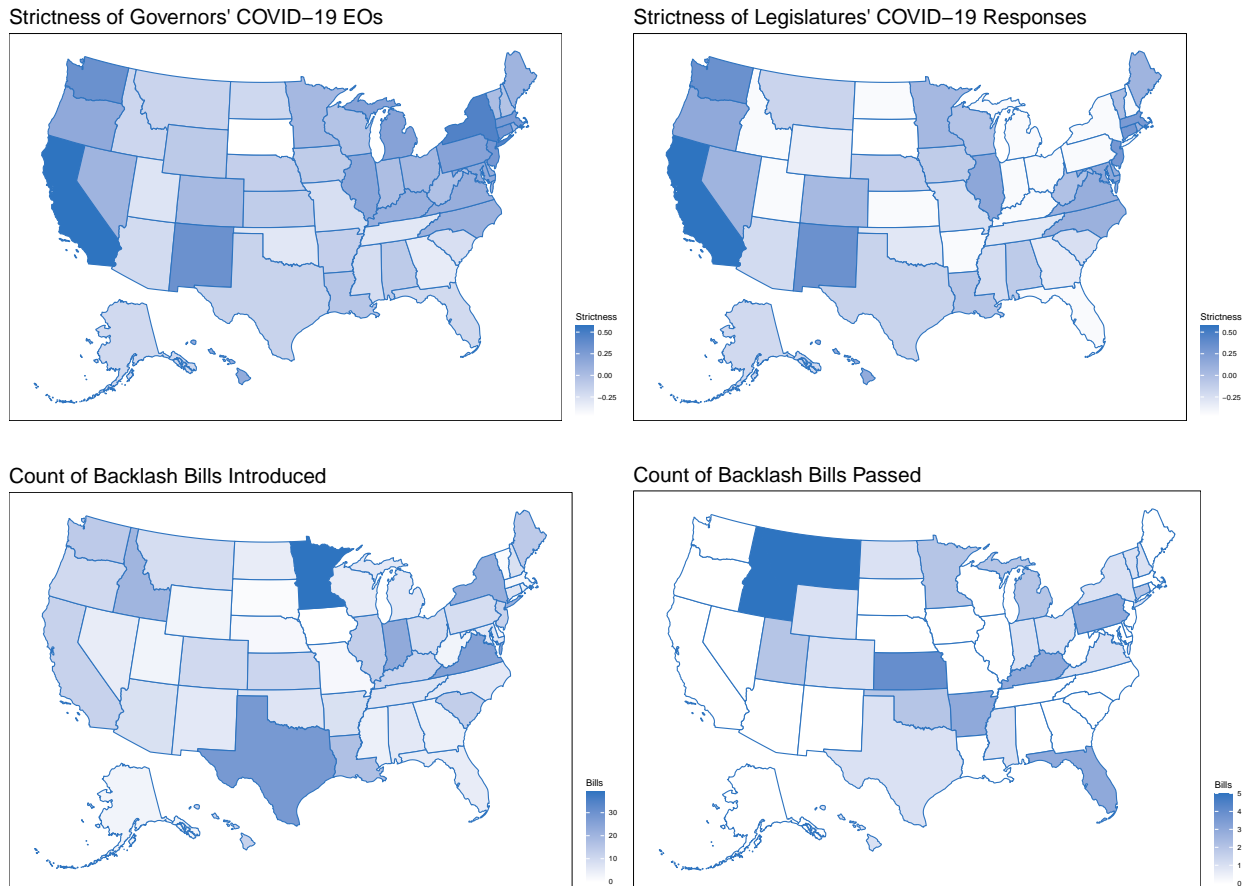 Strictness of Governors' COVID−19 EOs
Strictness of Legislatures' COVID−19 Responses
Strictness
0.50
0.25
0.00
−0.25
Strictness
0.50
0.25
0.00
−0.25
Count of Backlash Bills Introduced
Count of Backlash Bills Passed
Bills
30
20
10
0
Bills
5
4
3
2
1
0